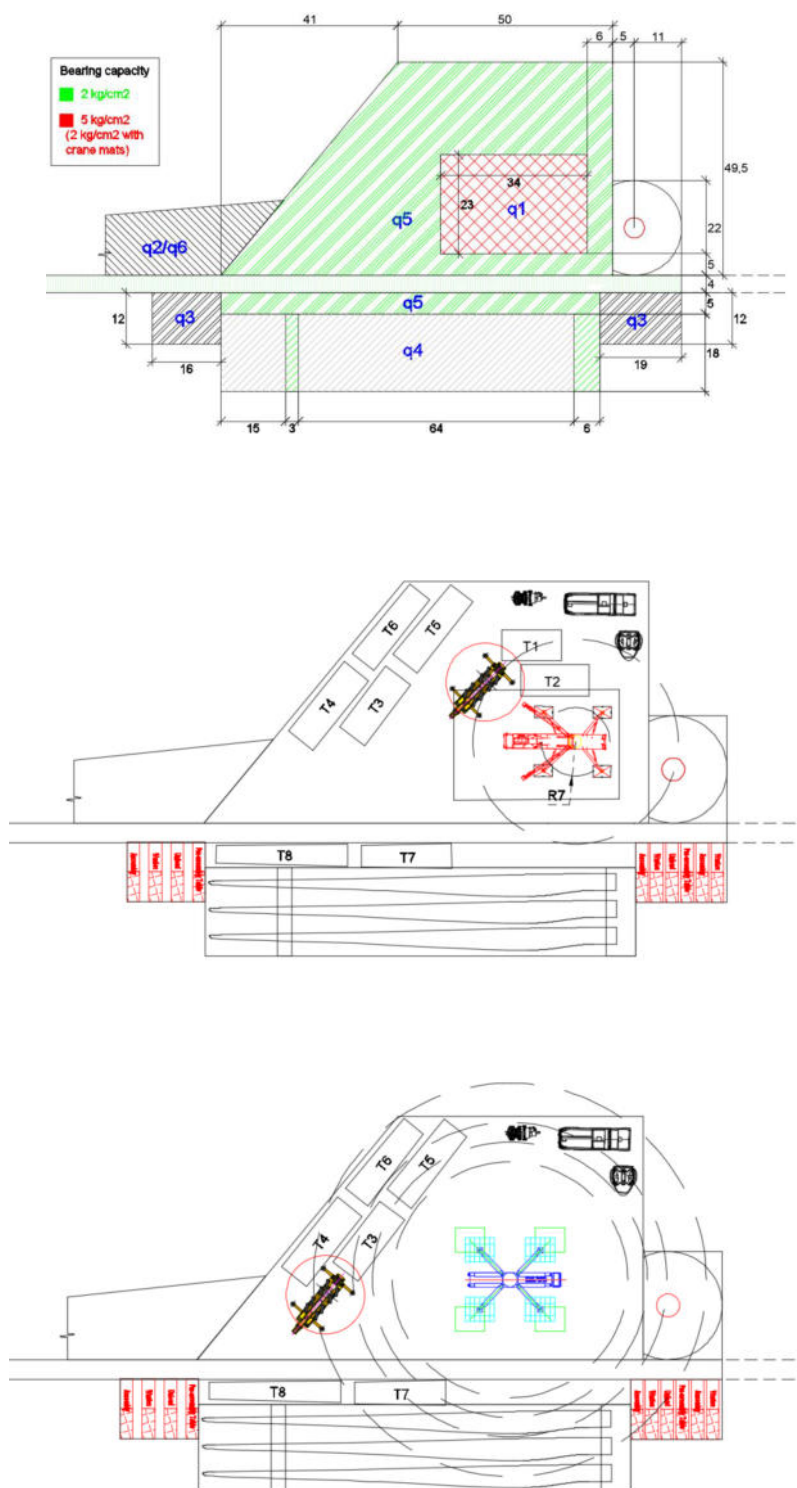 41
50
6
5
11
Bearing capacity
2 kg/cm2
5 kg/cm2
(2 kg/cm2 with
crane mats)
49,5
34
23
q1
q5
22
q2/q6
5
4
q5
5
12
q3
q3
12
q4
18
16
19
15
3
64
6
T6
T5
T1
T2
T4
T3
R7
T8
T7
T6
T5
T4
T3
T8
T7